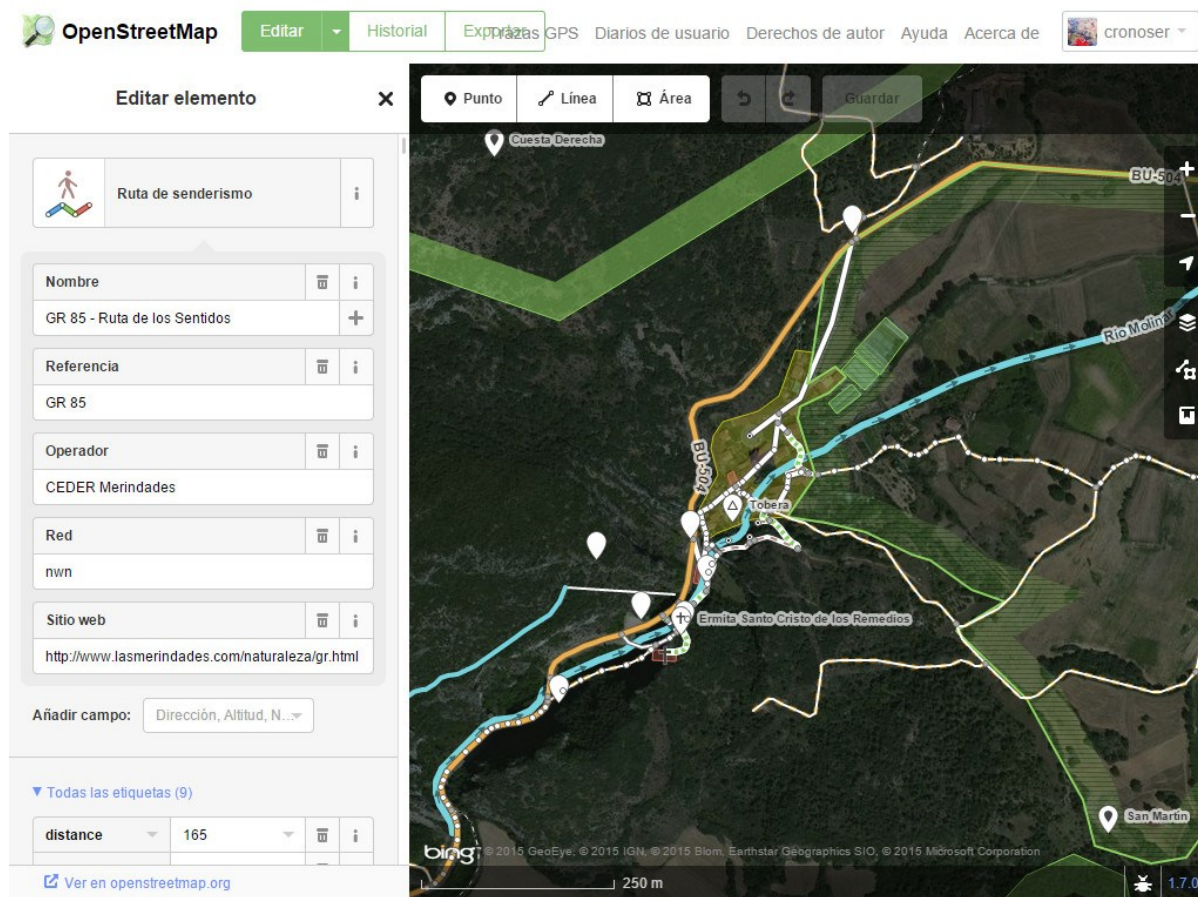 OpenStreetMap
Editar
Historial
Exportar
Trazas GPS
Diarios de usuario
Derechos de autor
Ayuda
Acerca de
cronoser
Editar elemento
Ruta de senderismo
Nombre
GR 85 - Ruta de los Sentidos
Referencia
GR 85
Operador
CEDER Merindades
Red
nwn
Sitio web
http://www.lasmerindades.com/naturaleza/gr.html
Añadir campo:
Dirección, Altitud, N...
Todas las etiquetas (9)
distance
165
Ver en openstreetmap.org
Punto
Línea
Área
Guardar
Cuesta Derecha
BU-504
Río Molinar
BU-504
Tobera
Ermita Santo Cristo de los Remedios
San Martín
bing
© 2015 GeoEye, © 2015 IGN, © 2015 Blom, Earthstar Geographics SIO, © 2015 Microsoft Corporation
250 m
1.7.0